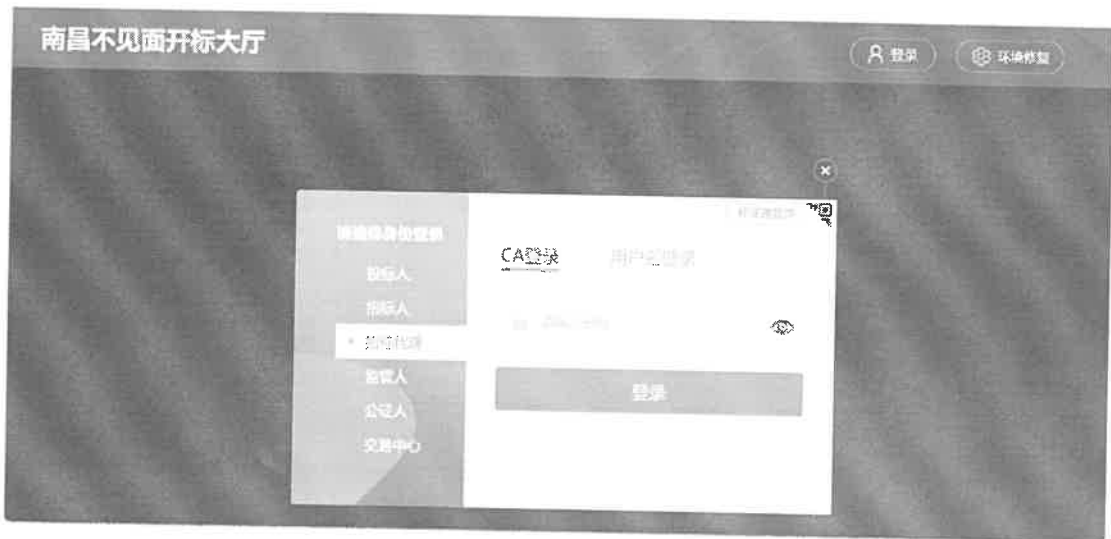 南昌不见面开标大厅
登录
环境修复
请选择身份登录
CA登录
用户名登录
投标人
招标人
招标代理
监管人
公证人
交易中心
登录